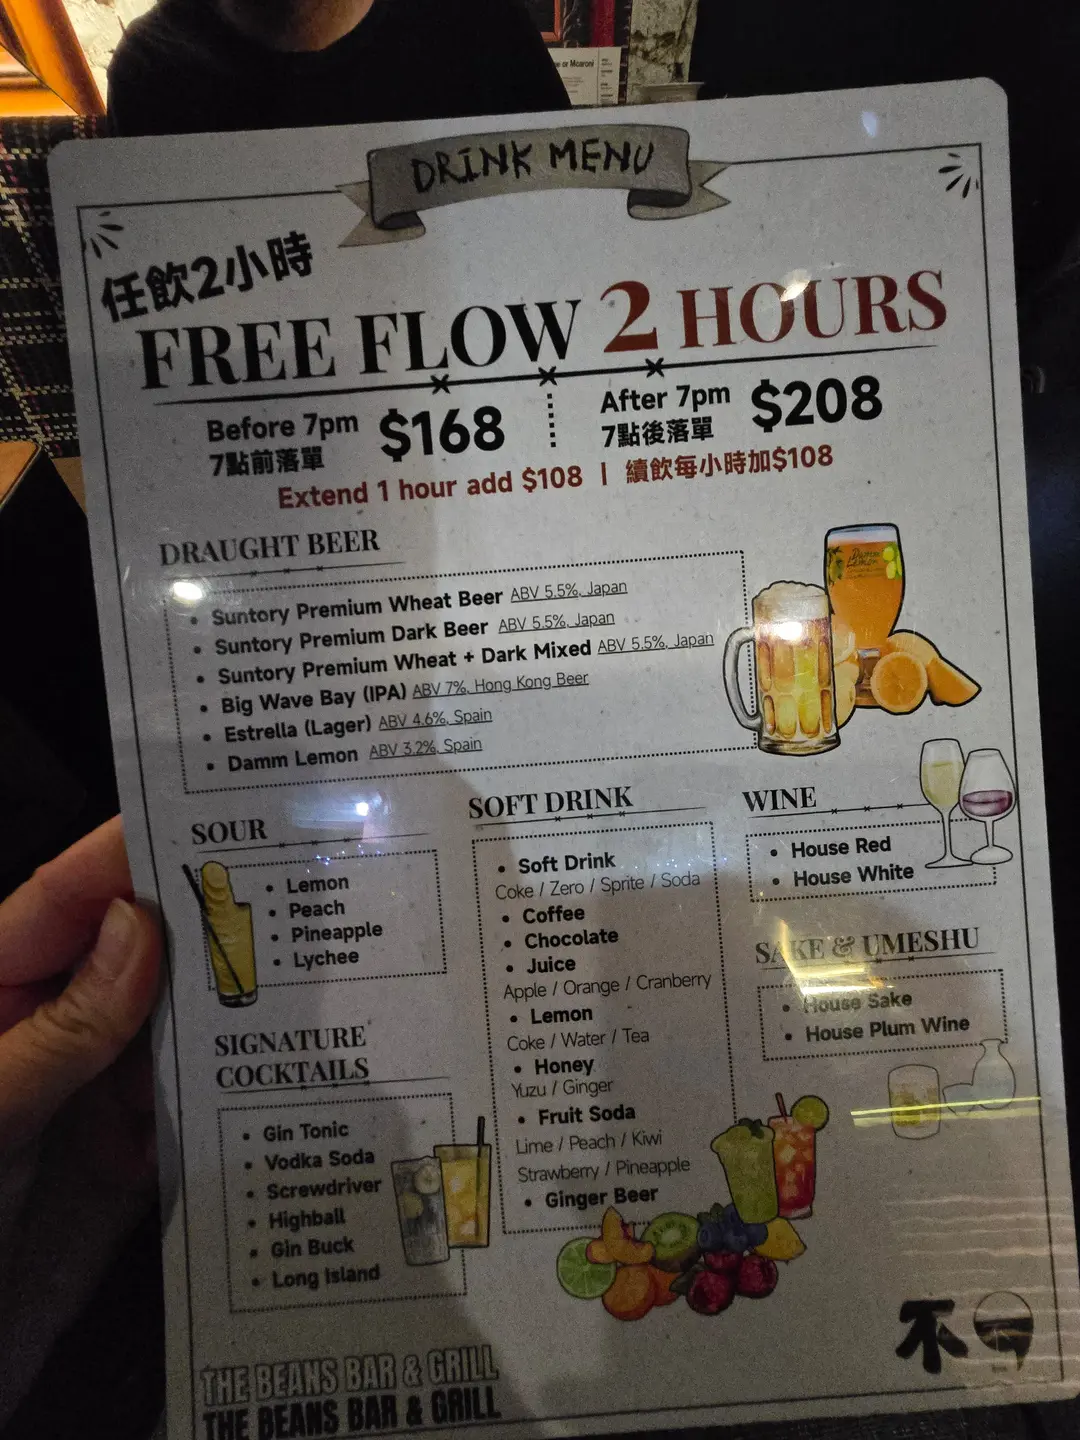 DRINK MENU
任飲2小時
FREE FLOW 2 HOURS
Before 7pm
7點前落單
$168
After 7pm
7點後落單
$208
Extend 1 hour add $108 | 續飲每小時加$108
DRAUGHT BEER
• Suntory Premium Wheat Beer ABV 5.5%, Japan
• Suntory Premium Dark Beer ABV 5.5%, Japan
• Suntory Premium Wheat + Dark Mixed ABV 5.5%, Japan
• Big Wave Bay (IPA) ABV 7%, Hong Kong Beer
• Estrella (Lager) ABV 4.6%, Spain
• Damm Lemon ABV 3.2%, Spain
Damm
Lemon
SOUR
• Lemon
• Peach
• Pineapple
• Lychee
SIGNATURE
COCKTAILS
• Gin Tonic
• Vodka Soda
• Screwdriver
• Highball
• Gin Buck
• Long Island
SOFT DRINK
• Soft Drink
Coke / Zero / Sprite / Soda
• Coffee
• Chocolate
• Juice
Apple / Orange / Cranberry
• Lemon
Coke / Water / Tea
• Honey
Yuzu / Ginger
• Fruit Soda
Lime / Peach / Kiwi
Strawberry / Pineapple
• Ginger Beer
WINE
• House Red
• House White
SAKE & UMESHU
• House Sake
• House Plum Wine
不
THE BEANS BAR & GRILL
THE BEANS BAR & GRILL